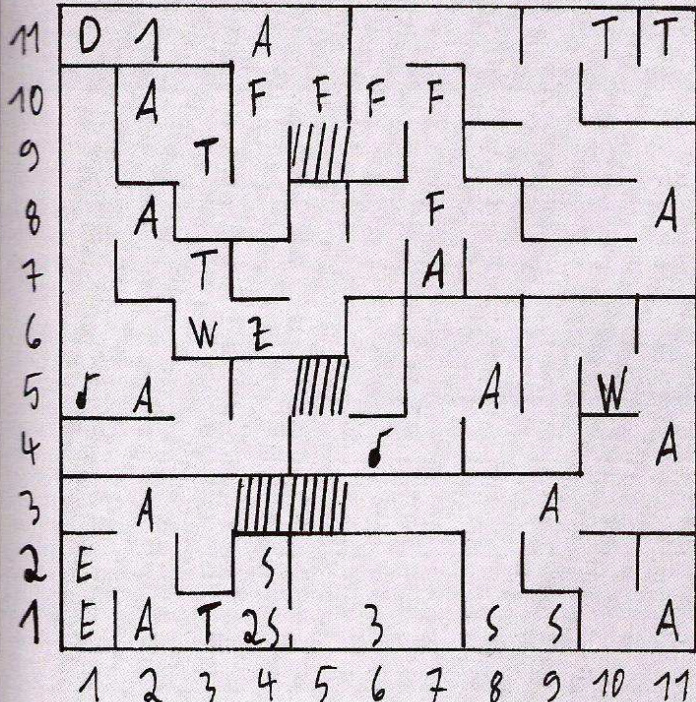 11 D 1 A T T
10 A F F F F
9 T
8 A F A
7 T A
6 W Z
5 ♪ A A W
4 ♪ A
3 A A
2 E S
1 E A T 2S 3 S S A
1 2 3 4 5 6 7 8 9 10 11